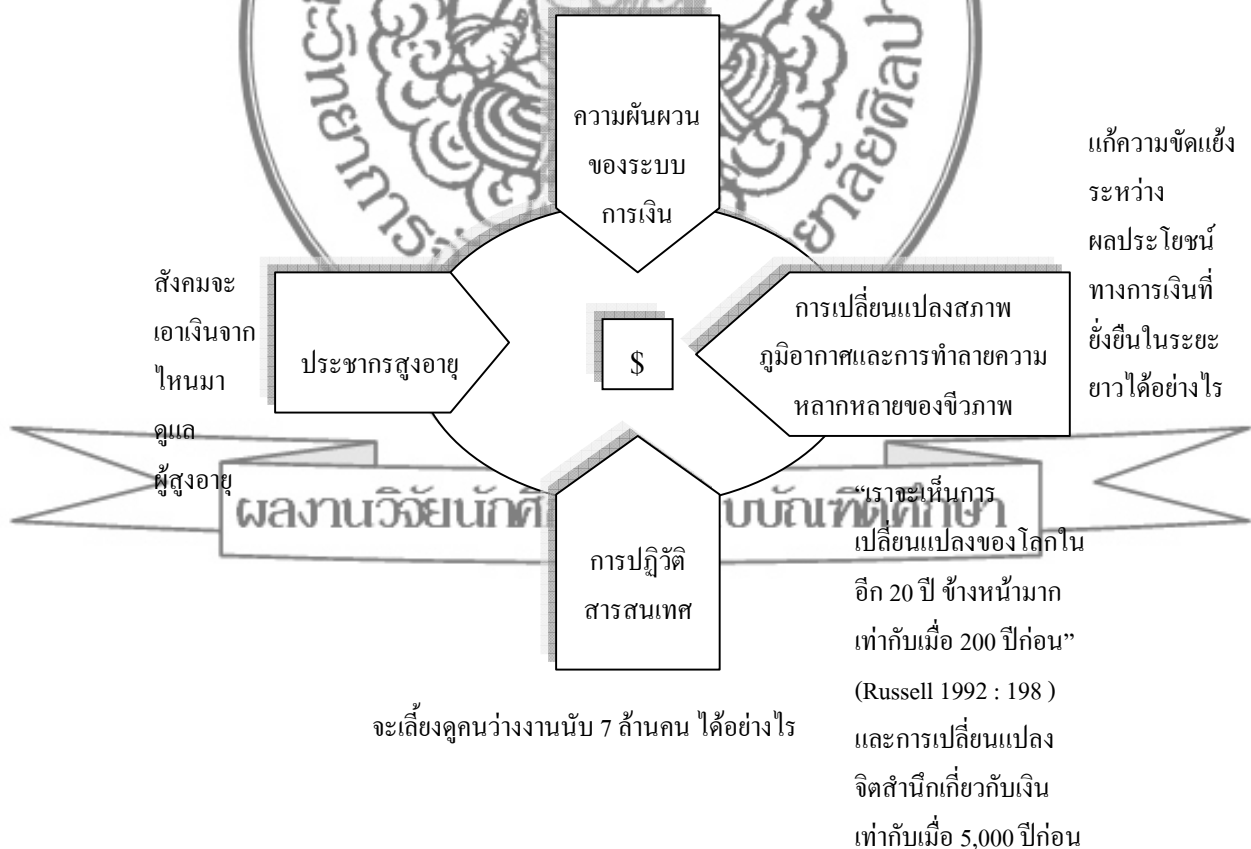 ความผันผวน
ของระบบ
การเงิน
แก้ความขัดแย้ง
ระหว่าง
ผลประโยชน์
ทางการเงินที่
ยั่งยืนในระยะ
ยาวได้อย่างไร
สังคมจะ
เอาเงินจาก
ไหนมา
ดูแล
ผู้สูงอายุ
ประชากรสูงอายุ
$
การเปลี่ยนแปลงสภาพ
ภูมิอากาศและการทำลายความ
หลากหลายของชีวภาพ
ผลงานวิจัยนักศึ
บบัณฑิตศึกษา
การปฏิวัติ
สารสนเทศ
“เราจะเห็นการ
เปลี่ยนแปลงของโลกใน
อีก 20 ปี ข้างหน้ามาก
เท่ากับเมื่อ 200 ปีก่อน”
(Russell 1992 : 198 )
และการเปลี่ยนแปลง
จิตสำนึกเกี่ยวกับเงิน
เท่ากับเมื่อ 5,000 ปีก่อน
จะเลี้ยงดูคนว่างงานนับ 7 ล้านคน ได้อย่างไร